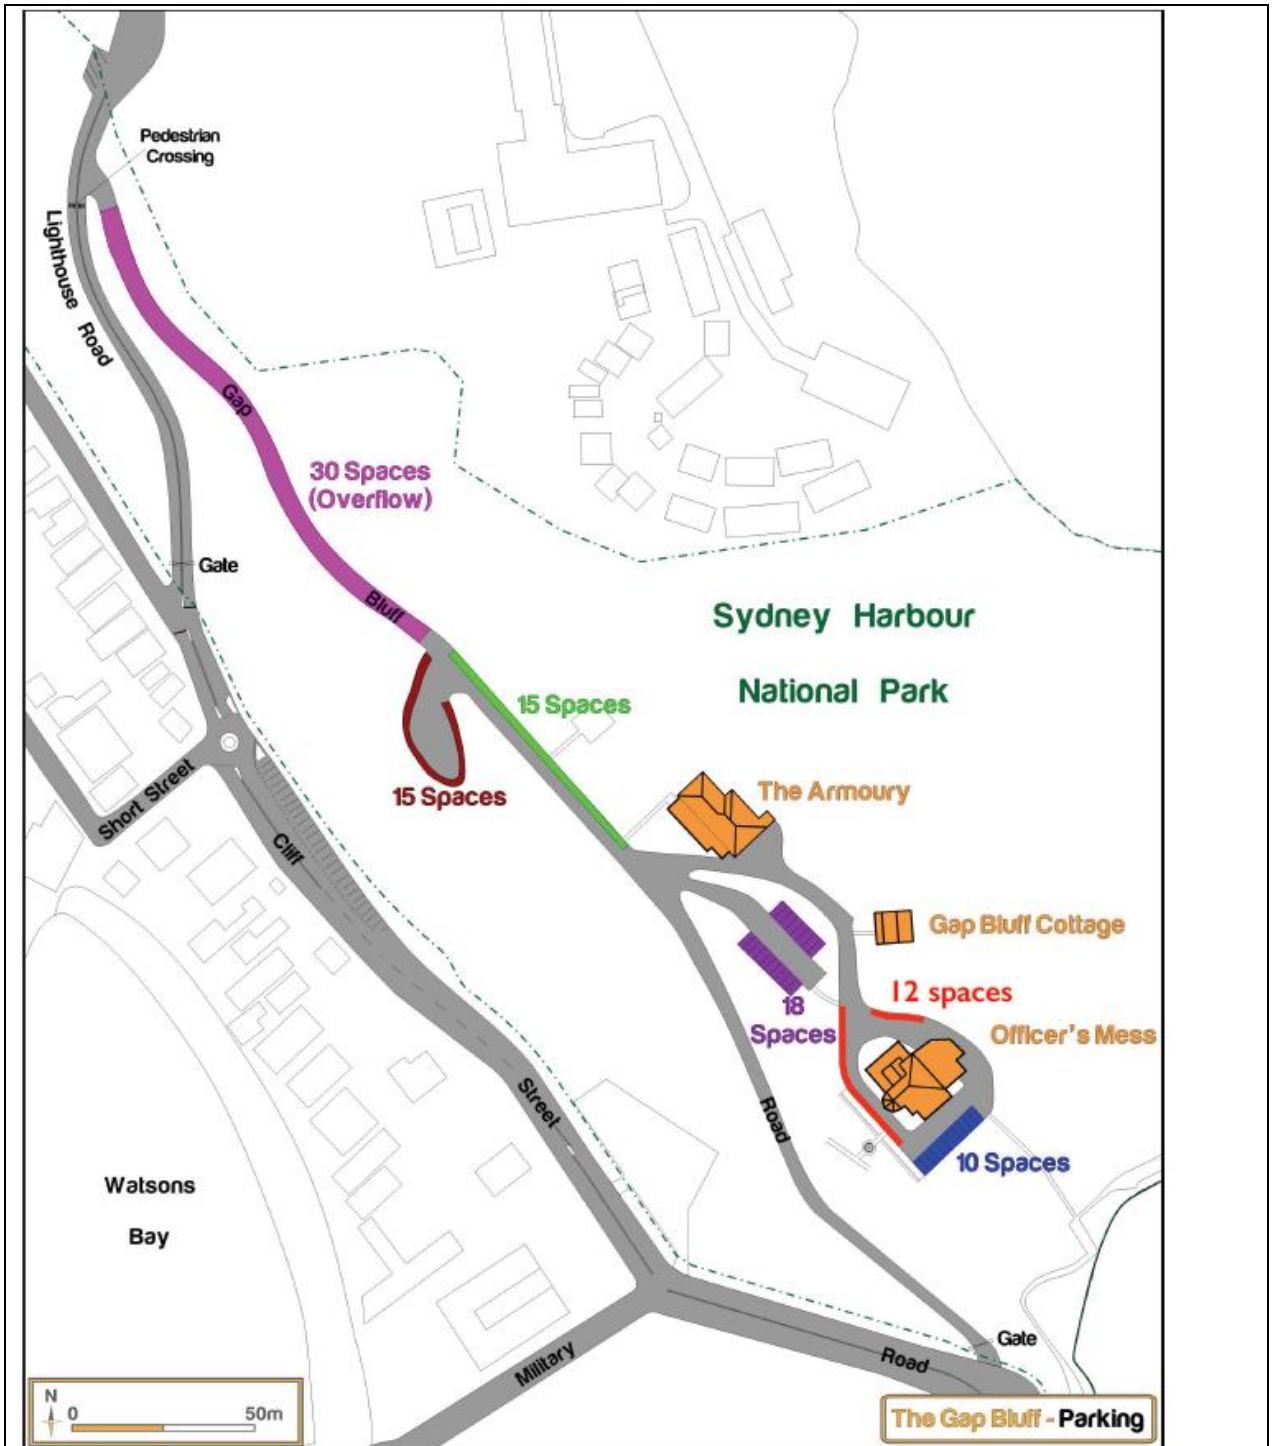 Pedestrian
Crossing
Lighthouse Road
Gap
30 Spaces
(Overflow)
Gate
Bluff
Sydney Harbour
National Park
15 Spaces
15 Spaces
The Armoury
Short Street
Cliff
Gap Bluff Cottage
12 spaces
18
Spaces
Officer's Mess
Street
Road
10 Spaces
Watsons
Bay
Gate
Military
Road
N
0 50m
The Gap Bluff - Parking